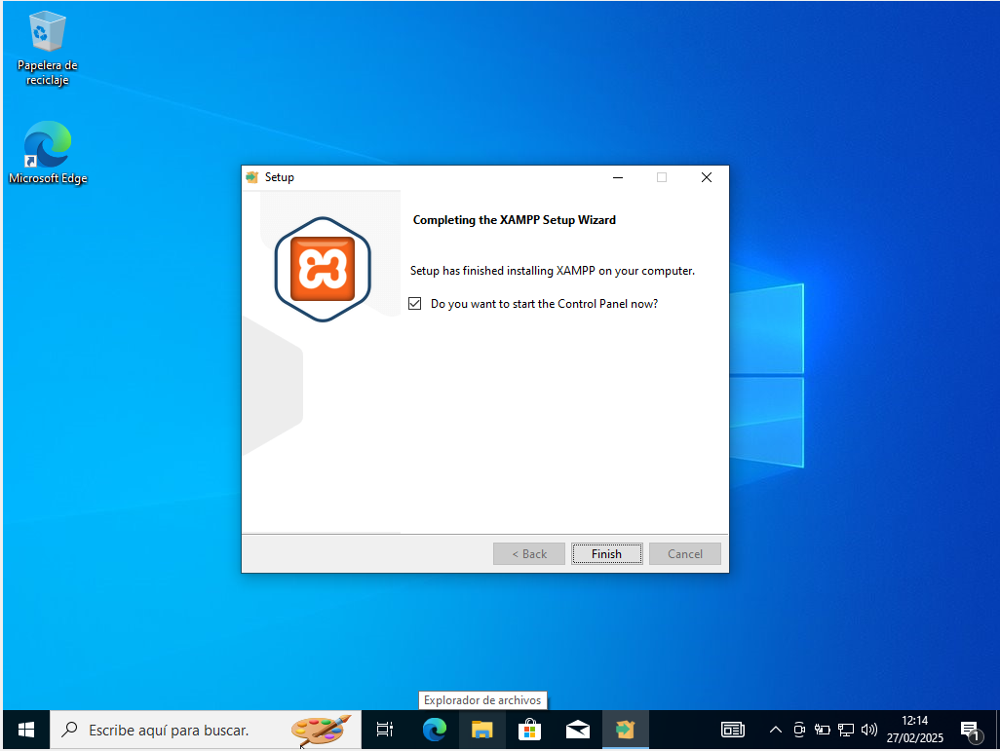 Papelera de
reciclaje
Microsoft Edge
Setup
Completing the XAMPP Setup Wizard
Setup has finished installing XAMPP on your computer.
Do you want to start the Control Panel now?
< Back
Finish
Cancel
Explorador de archivos
Escribe aquí para buscar.
12:14
27/02/2025
1